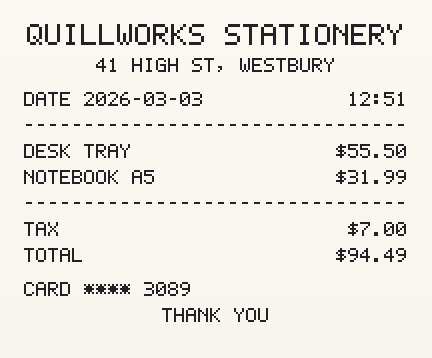 QUILLWORKS STATIONERY
41 HIGH ST, WESTBURY
DATE 2026-03-03 12:51
--------------------------------
DESK TRAY $55.50
NOTEBOOK A5 $31.99
--------------------------------
TAX $7.00
TOTAL $94.49
CARD **** 3089
THANK YOU